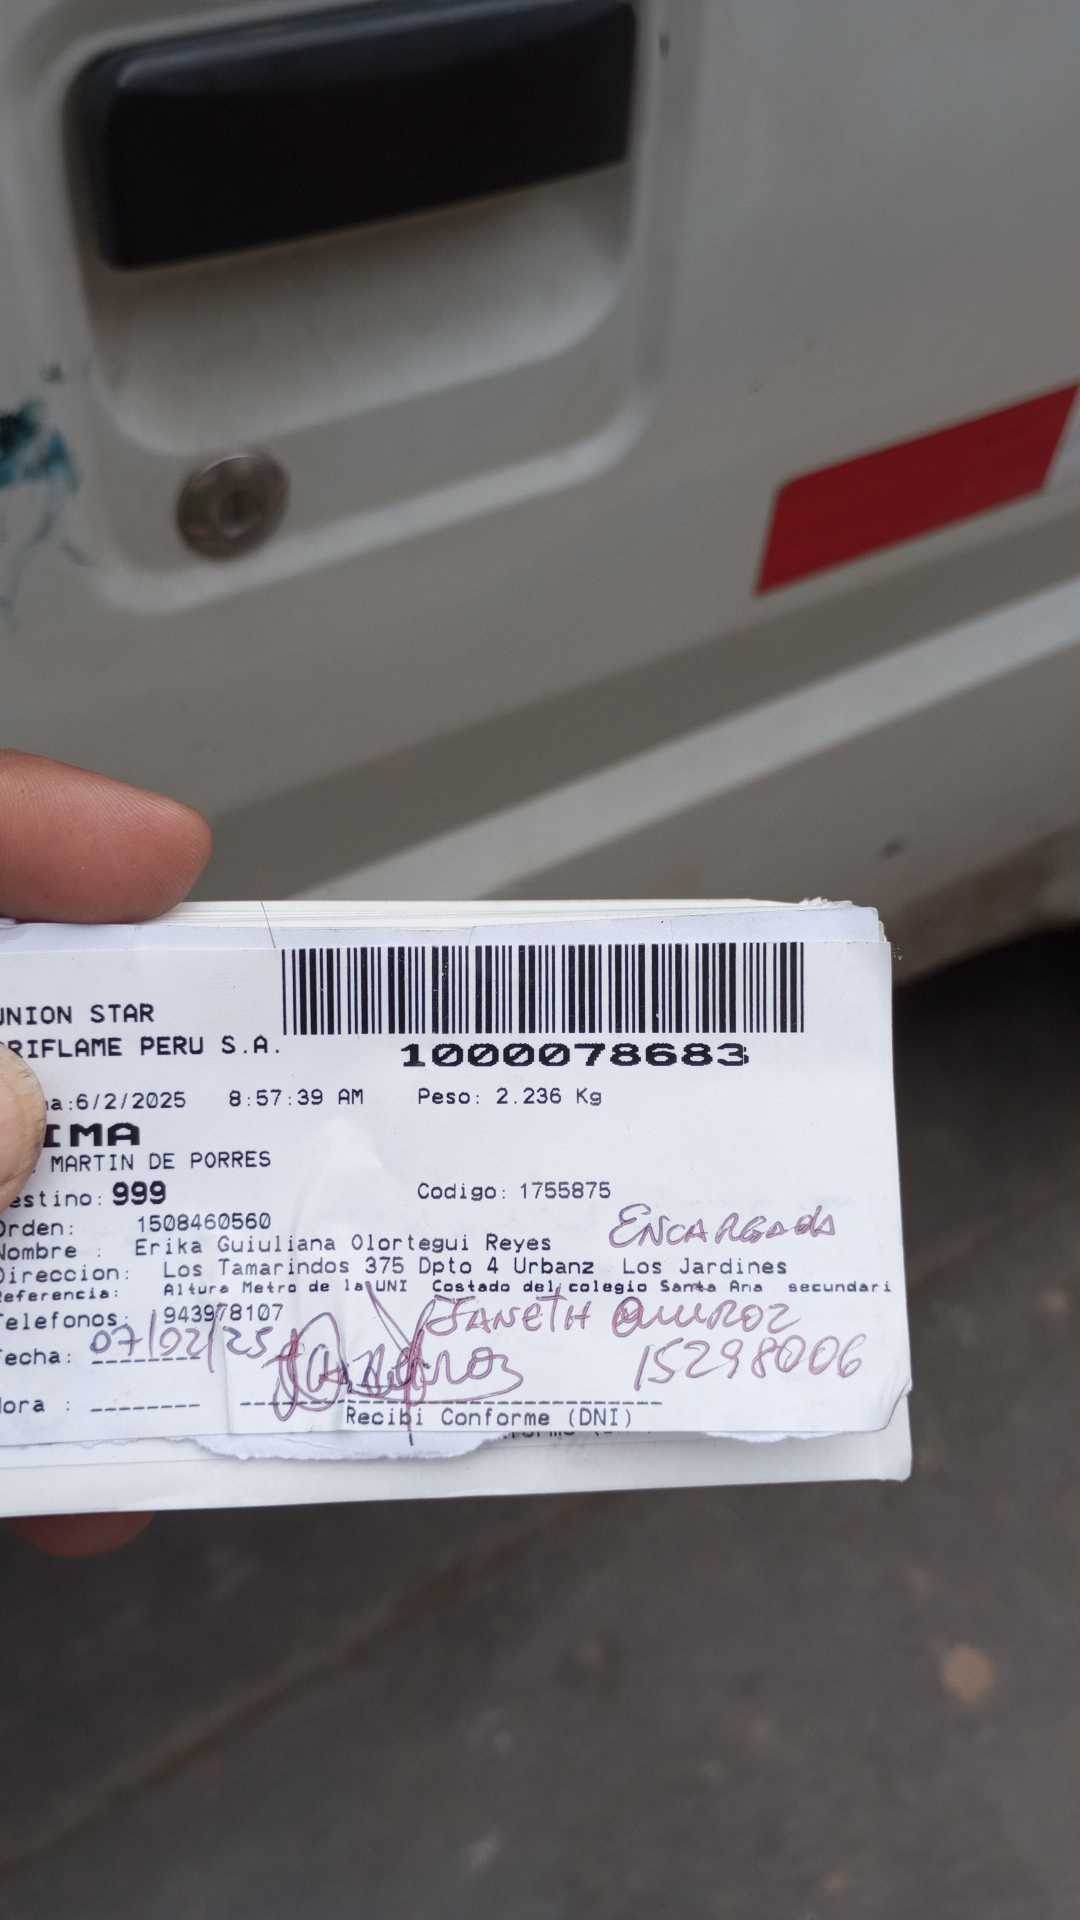 UNION STAR
ORIFLAME PERU S.A.
1000078683
ha:6/2/2025 8:57:39 AM Peso: 2.236 Kg
IMA
. MARTIN DE PORRES
estino: 999 Codigo: 1755875
Orden: 1508460560
ENCARGADA
Nombre : Erika Guiuliana Olortegui Reyes
Direccion: Los Tamarindos 375 Dpto 4 Urbanz Los Jardines
Referencia: Altura Metro de la UNI Costado del colegio Santa Ana secundari
Telefonos: 943978107
JANETH QUIROZ
Fecha: 07/02/25
15298006
Hora :
Recibi Conforme (DNI)